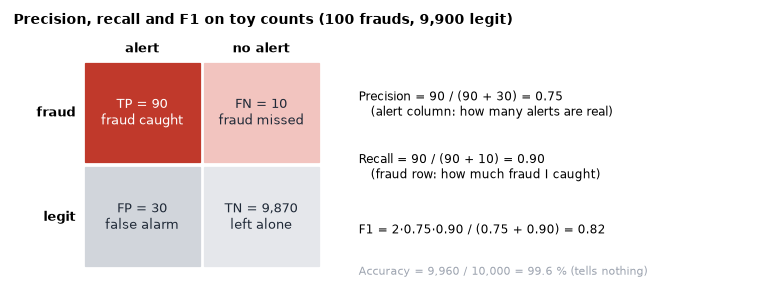 Precision, recall and F1 on toy counts (100 frauds, 9,900 legit)
alert
no alert
fraud
TP = 90
fraud caught
FN = 10
fraud missed
legit
FP = 30
false alarm
TN = 9,870
left alone
Precision = 90 / (90 + 30) = 0.75
(alert column: how many alerts are real)
Recall = 90 / (90 + 10) = 0.90
(fraud row: how much fraud I caught)
F1 = 2·0.75·0.90 / (0.75 + 0.90) = 0.82
Accuracy = 9,960 / 10,000 = 99.6 % (tells nothing)